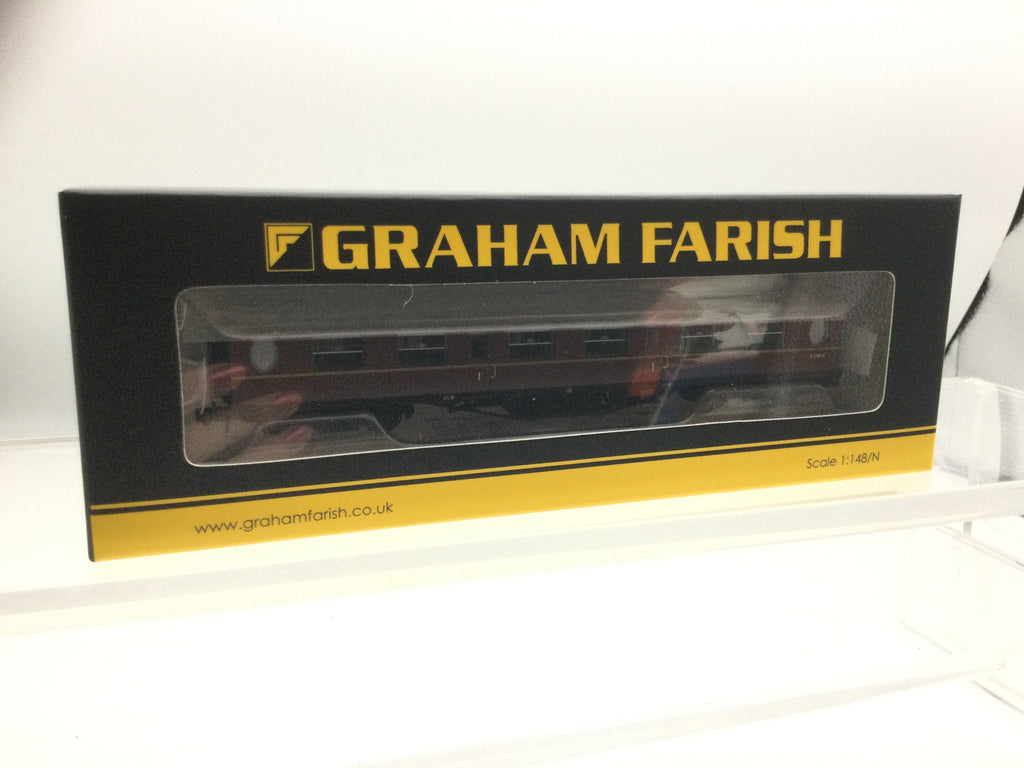 GRAHAM FARISH
Scale 1:148/N
www.grahamfarish.co.uk